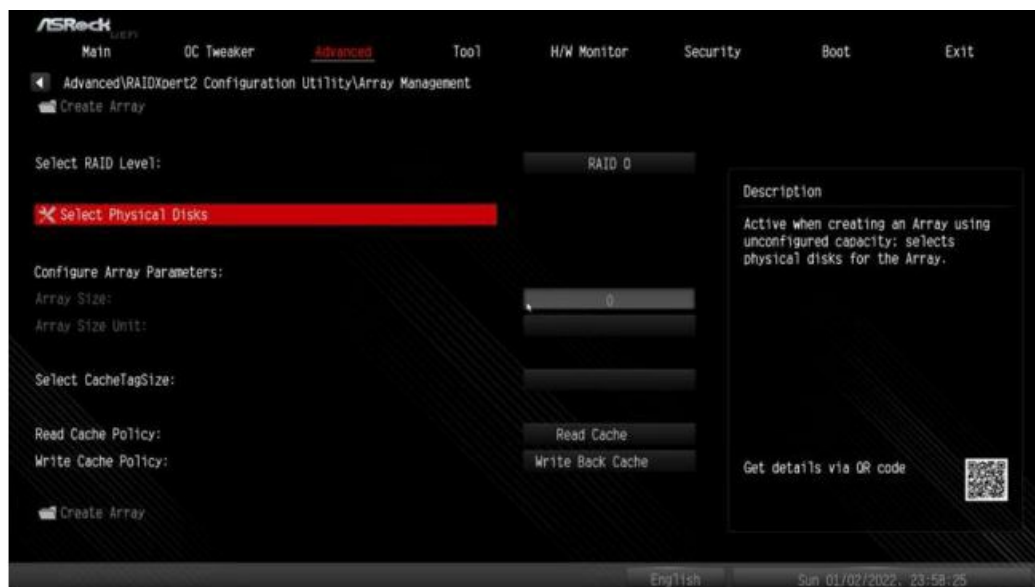 ASRock
UEFI
Main OC Tweaker Advanced Tool H/W Monitor Security Boot Exit
Advanced\RAIDXpert2 Configuration Utility\Array Management
Create Array
Select RAID Level: RAID 0
Select Physical Disks
Configure Array Parameters:
Array Size: 0
Array Size Unit:
Select CacheTagSize:
Read Cache Policy: Read Cache
Write Cache Policy: Write Back Cache
Create Array
Description
Active when creating an Array using
unconfigured capacity: selects
physical disks for the Array.
Get details via QR code
English Sun 01/02/2022, 23:58:25